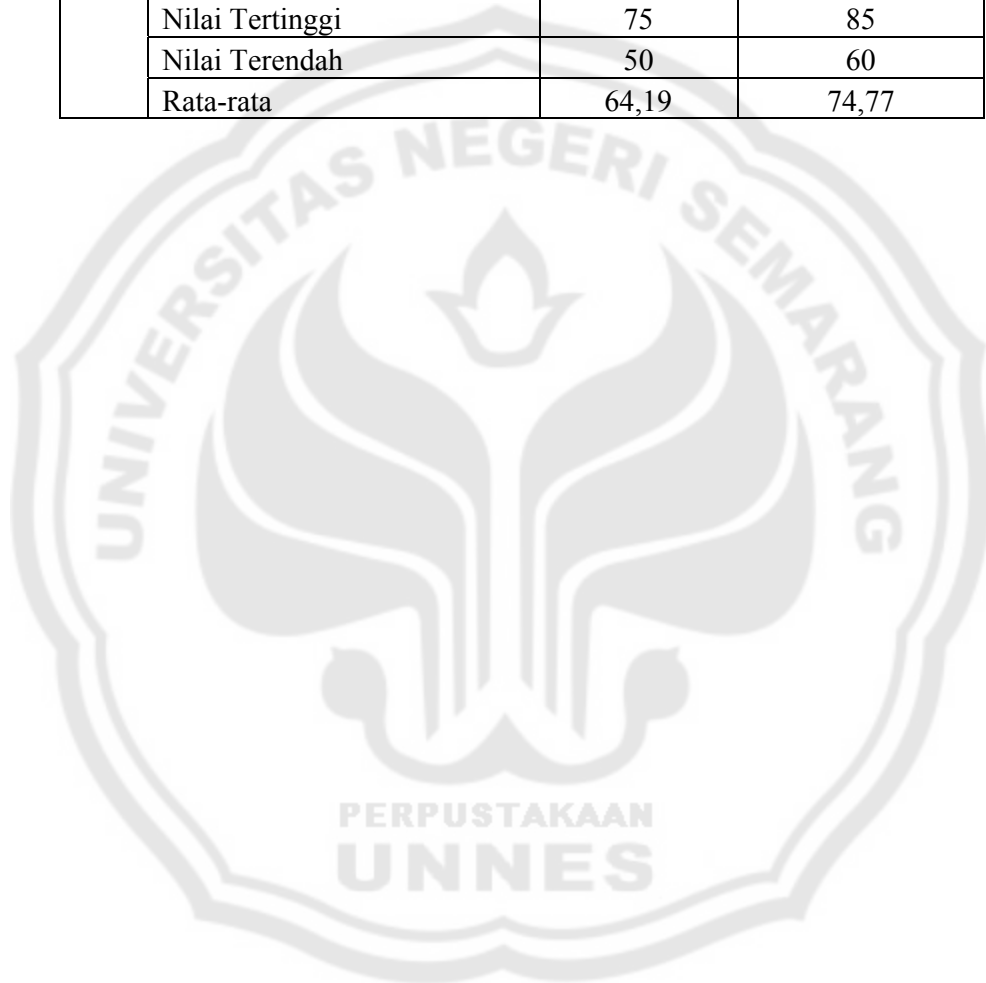 Nilai Tertinggi 75 85
Nilai Terendah 50 60
Rata-rata 64,19 74,77
UNIVERSITAS NEGERI SEMARANG
PERPUSTAKAAN
UNNES